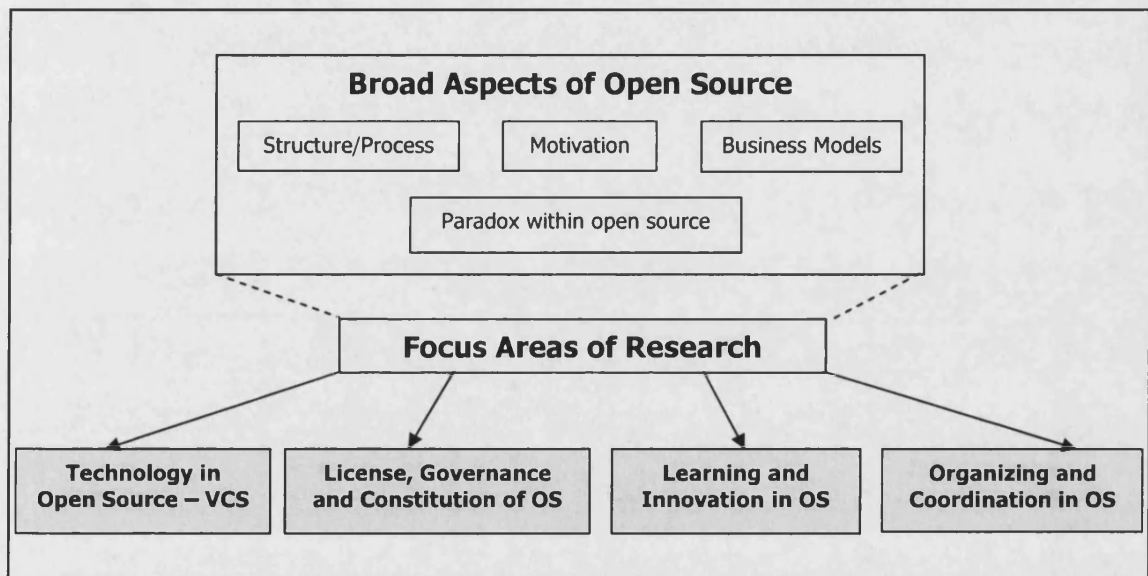 Broad Aspects of Open Source
Structure/Process
Motivation
Business Models
Paradox within open source
Focus Areas of Research
Technology in
Open Source – VCS
License, Governance
and Constitution of OS
Learning and
Innovation in OS
Organizing and
Coordination in OS